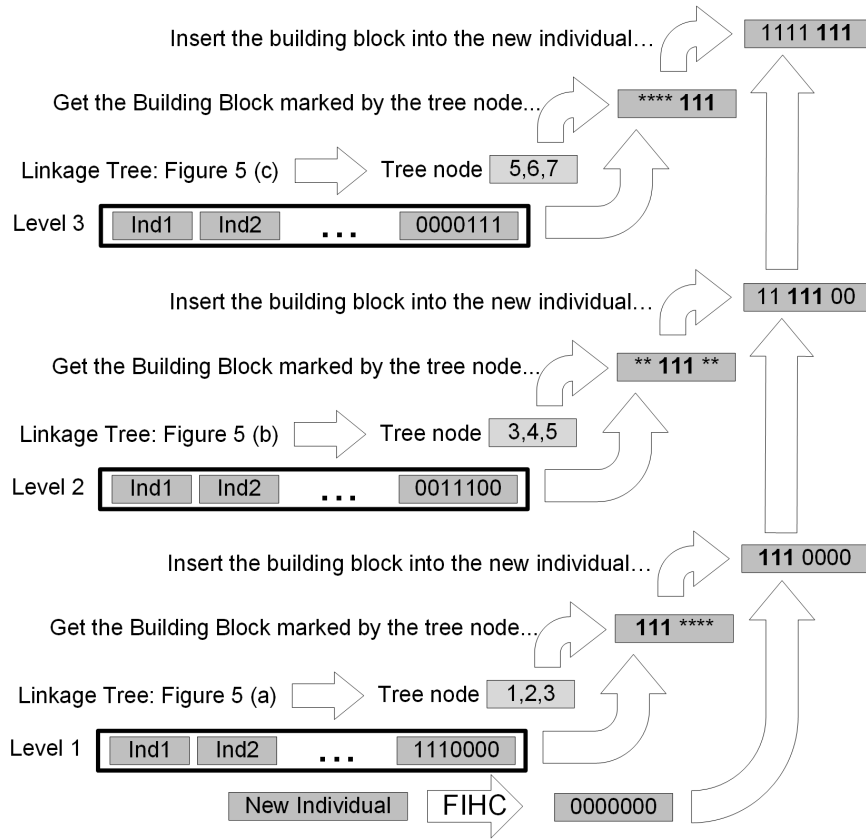 Insert the building block into the new individual… 1111 111
Get the Building Block marked by the tree node... **** 111
Linkage Tree: Figure 5 (c) Tree node 5,6,7
Level 3 Ind1 Ind2 ... 0000111
Insert the building block into the new individual… 11 111 00
Get the Building Block marked by the tree node... ** 111 **
Linkage Tree: Figure 5 (b) Tree node 3,4,5
Level 2 Ind1 Ind2 ... 0011100
Insert the building block into the new individual… 111 0000
Get the Building Block marked by the tree node... 111 ****
Linkage Tree: Figure 5 (a) Tree node 1,2,3
Level 1 Ind1 Ind2 ... 1110000
New Individual FIHC 0000000